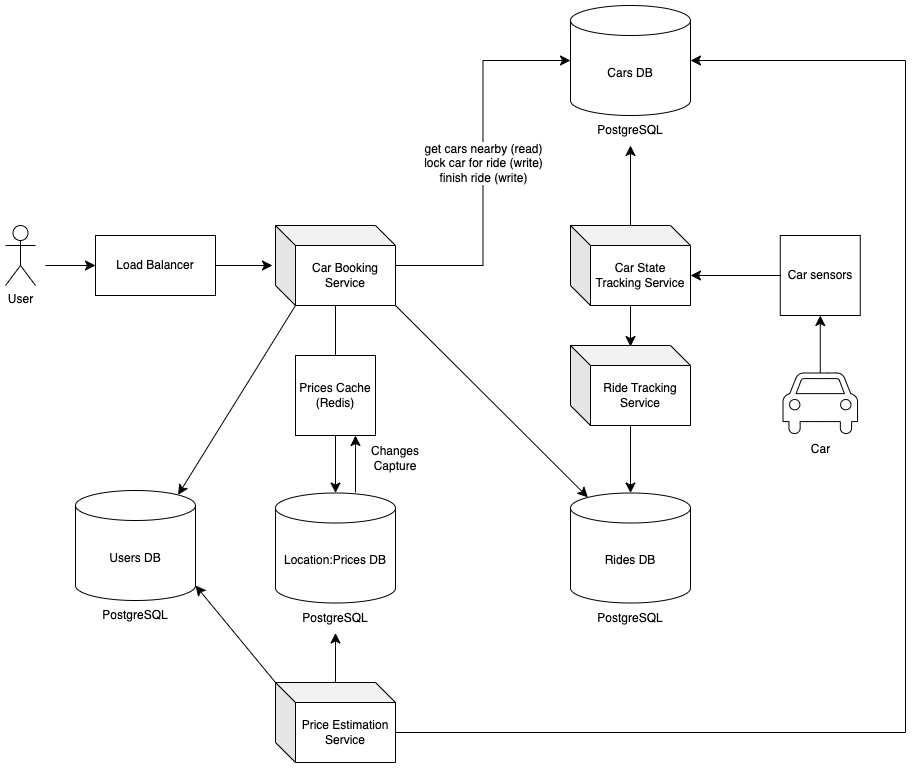 Cars DB
PostgreSQL
get cars nearby (read)
lock car for ride (write)
finish ride (write)
User
Load Balancer
Car Booking
Service
Car State
Tracking Service
Car sensors
Prices Cache
(Redis)
Ride Tracking
Service
Car
Changes
Capture
Users DB
PostgreSQL
Location:Prices DB
PostgreSQL
Rides DB
PostgreSQL
Price Estimation
Service